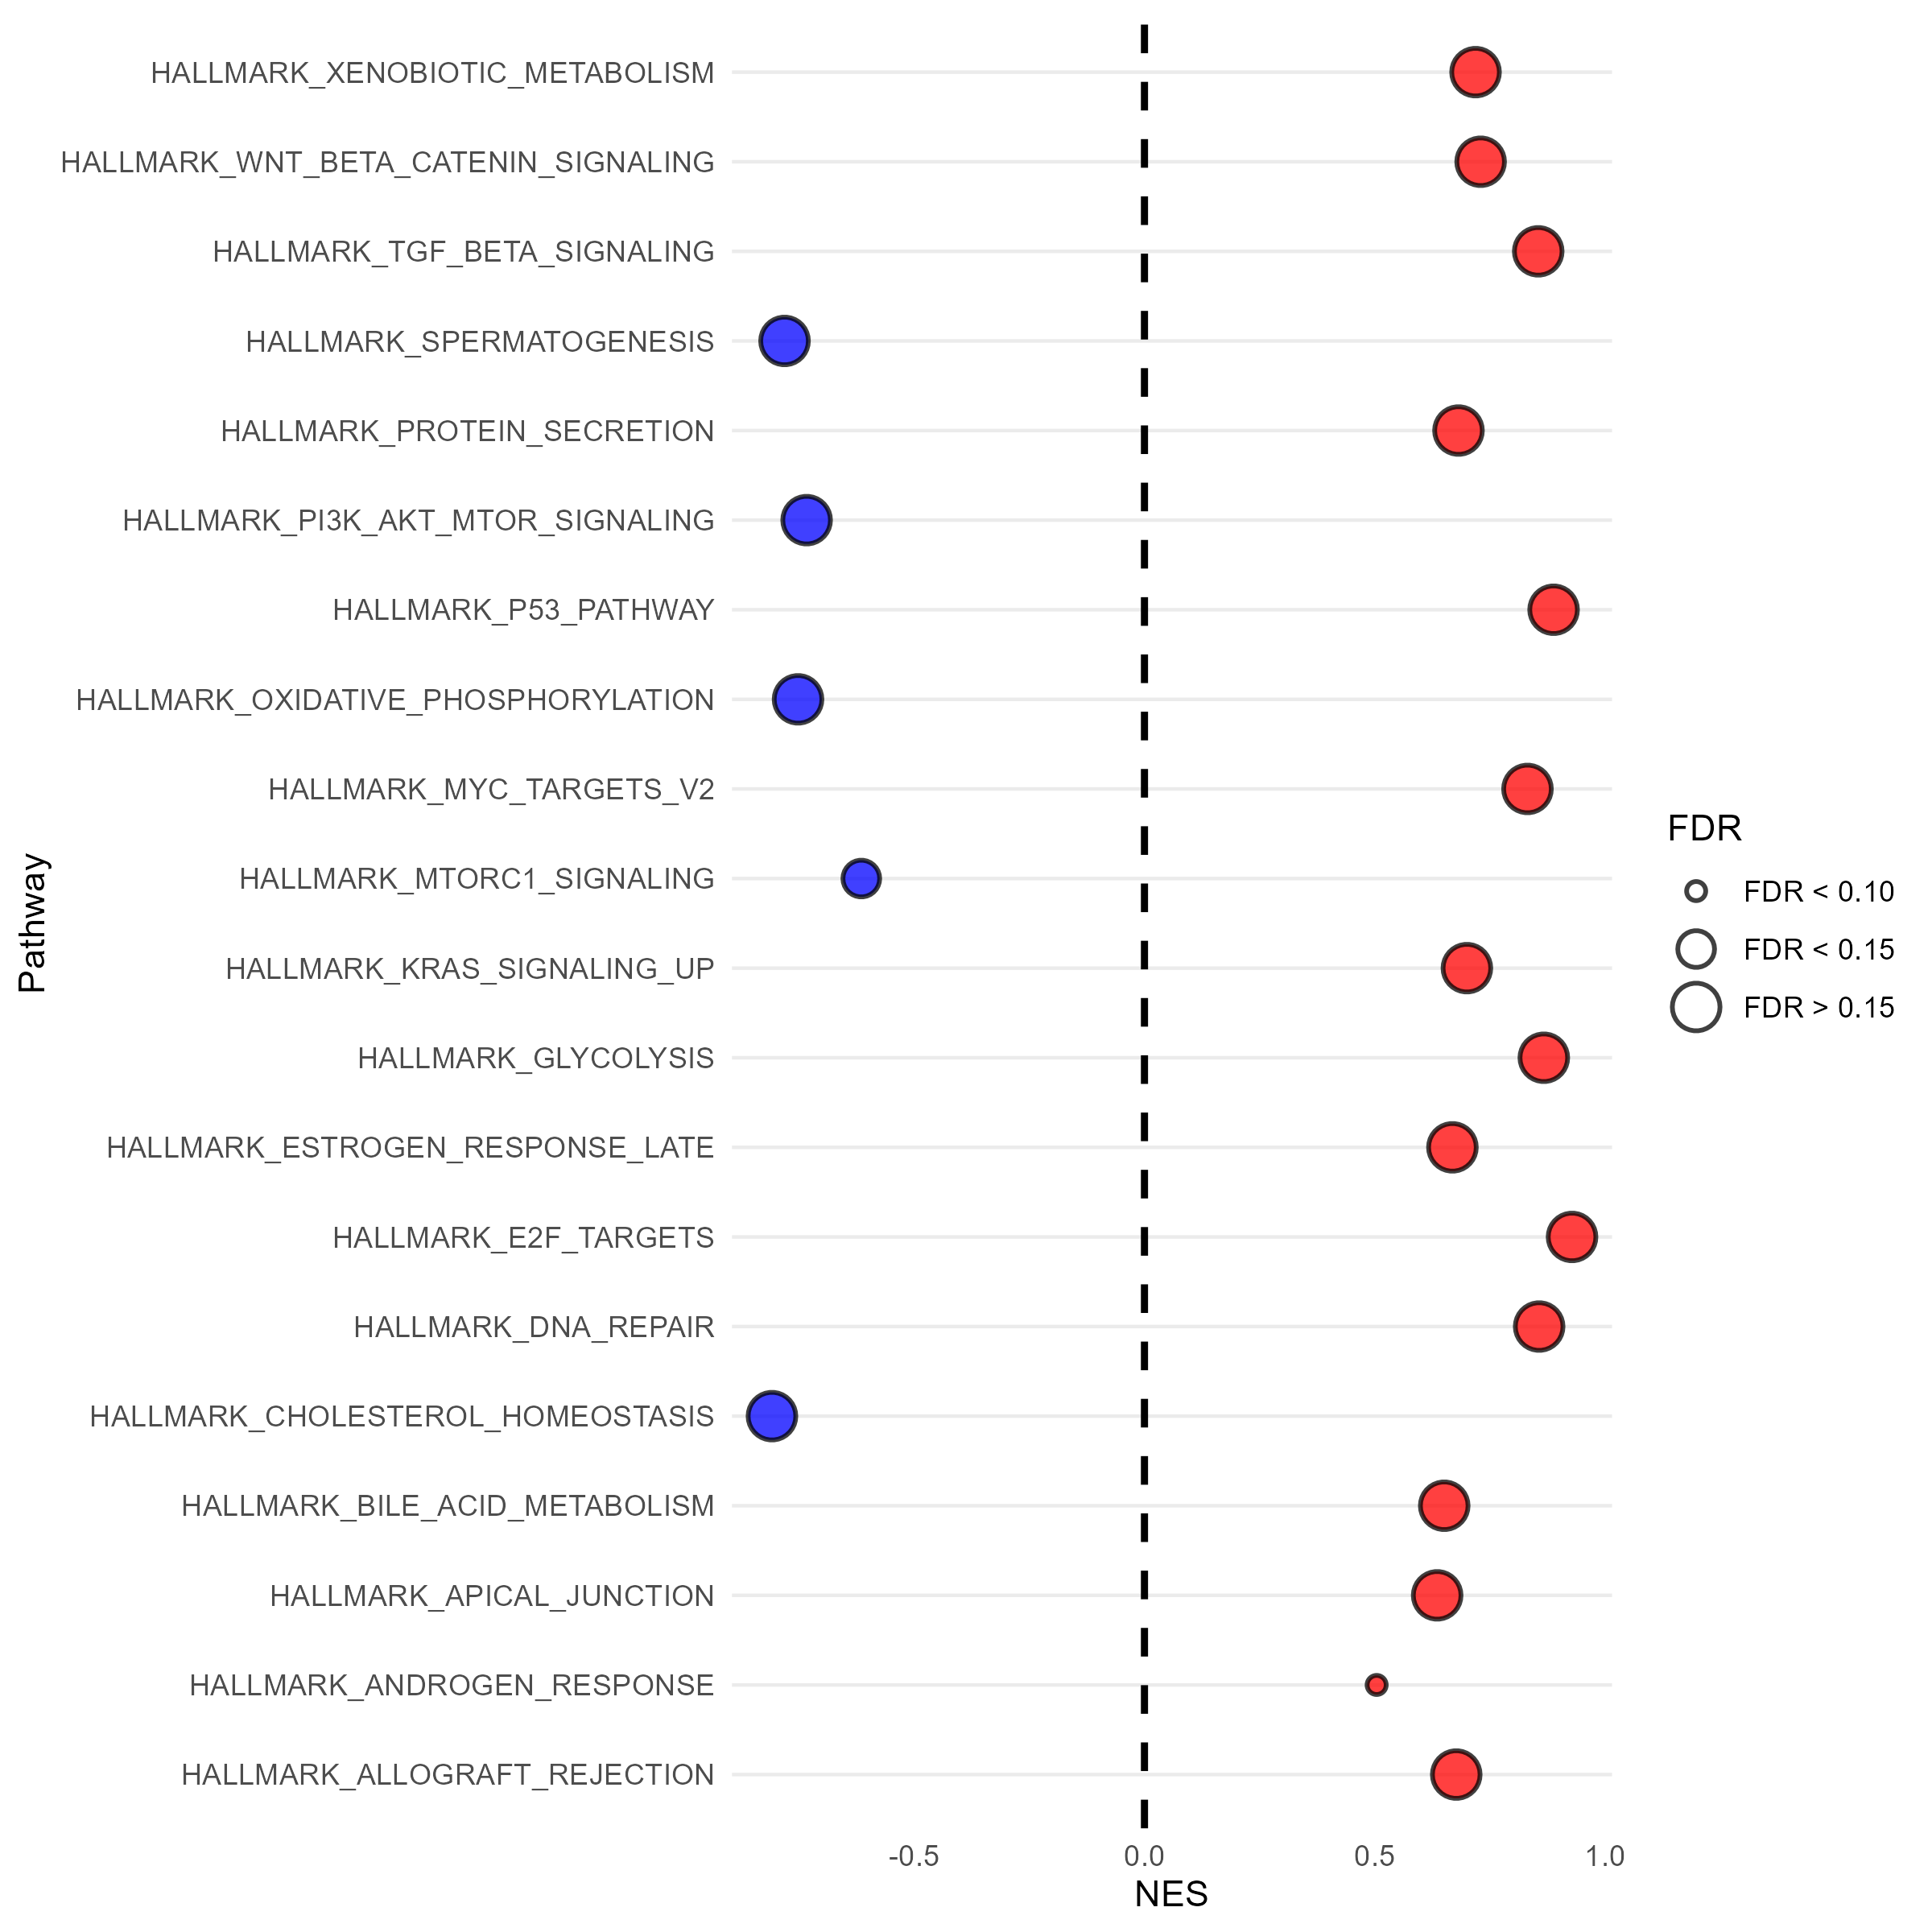 HALLMARK_XENOBIOTIC_METABOLISM
HALLMARK_WNT_BETA_CATENIN_SIGNALING
HALLMARK_TGF_BETA_SIGNALING
HALLMARK_SPERMATOGENESIS
HALLMARK_PROTEIN_SECRETION
HALLMARK_PI3K_AKT_MTOR_SIGNALING
HALLMARK_P53_PATHWAY
HALLMARK_OXIDATIVE_PHOSPHORYLATION
HALLMARK_MYC_TARGETS_V2
HALLMARK_MTORC1_SIGNALING
HALLMARK_KRAS_SIGNALING_UP
HALLMARK_GLYCOLYSIS
HALLMARK_ESTROGEN_RESPONSE_LATE
HALLMARK_E2F_TARGETS
HALLMARK_DNA_REPAIR
HALLMARK_CHOLESTEROL_HOMEOSTASIS
HALLMARK_BILE_ACID_METABOLISM
HALLMARK_APICAL_JUNCTION
HALLMARK_ANDROGEN_RESPONSE
HALLMARK_ALLOGRAFT_REJECTION
Pathway
-0.5 0.0 0.5 1.0
NES
FDR
FDR < 0.10
FDR < 0.15
FDR > 0.15